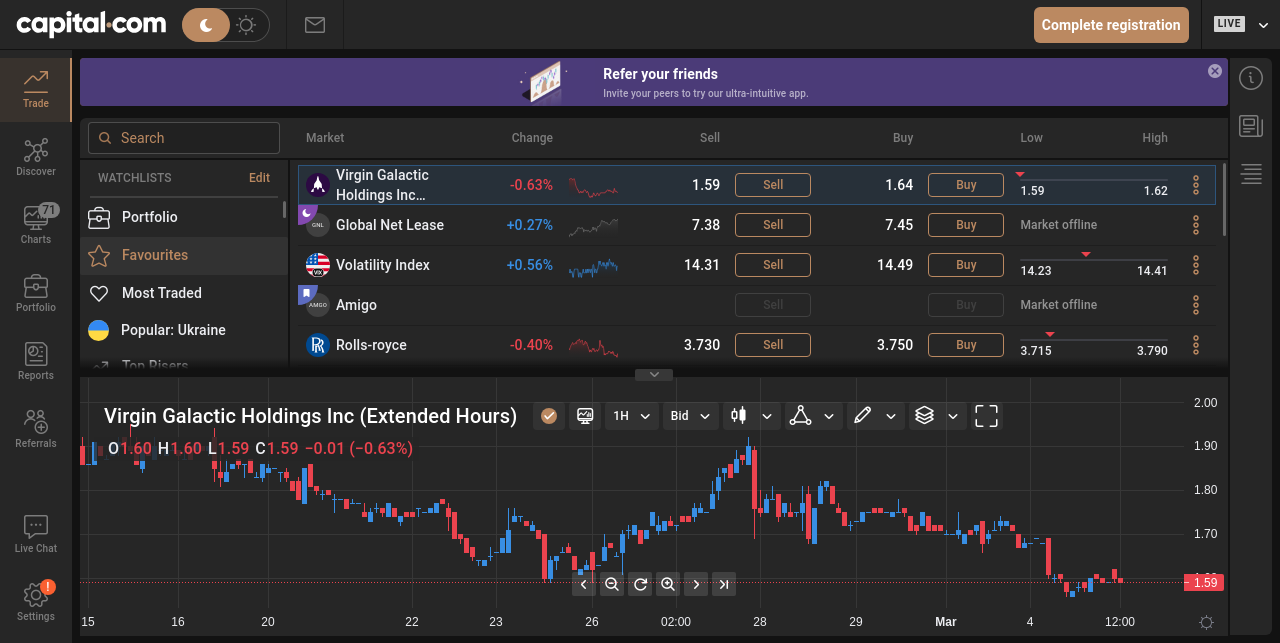 capital.com
Complete registration
LIVE
Trade
Discover
71
Charts
Portfolio
Reports
Referrals
Live Chat
!
Settings
Refer your friends
Invite your peers to try our ultra-intuitive app.
Search
WATCHLISTS Edit
Portfolio
Favourites
Most Traded
Popular: Ukraine
Top Risers
Market Change Sell Buy Low High
Virgin Galactic
Holdings Inc… -0.63% 1.59 Sell 1.64 Buy 1.59 1.62
GNL Global Net Lease +0.27% 7.38 Sell 7.45 Buy Market offline
VIX Volatility Index +0.56% 14.31 Sell 14.49 Buy 14.23 14.41
AMGO Amigo Sell Buy Market offline
Rolls-royce -0.40% 3.730 Sell 3.750 Buy 3.715 3.790
Virgin Galactic Holdings Inc (Extended Hours) 1H Bid
O1.60 H1.60 L1.59 C1.59 −0.01 (−0.63%)
2.00
1.90
1.80
1.70
1.59
15 16 20 22 23 26 02:00 28 29 Mar 4 12:00